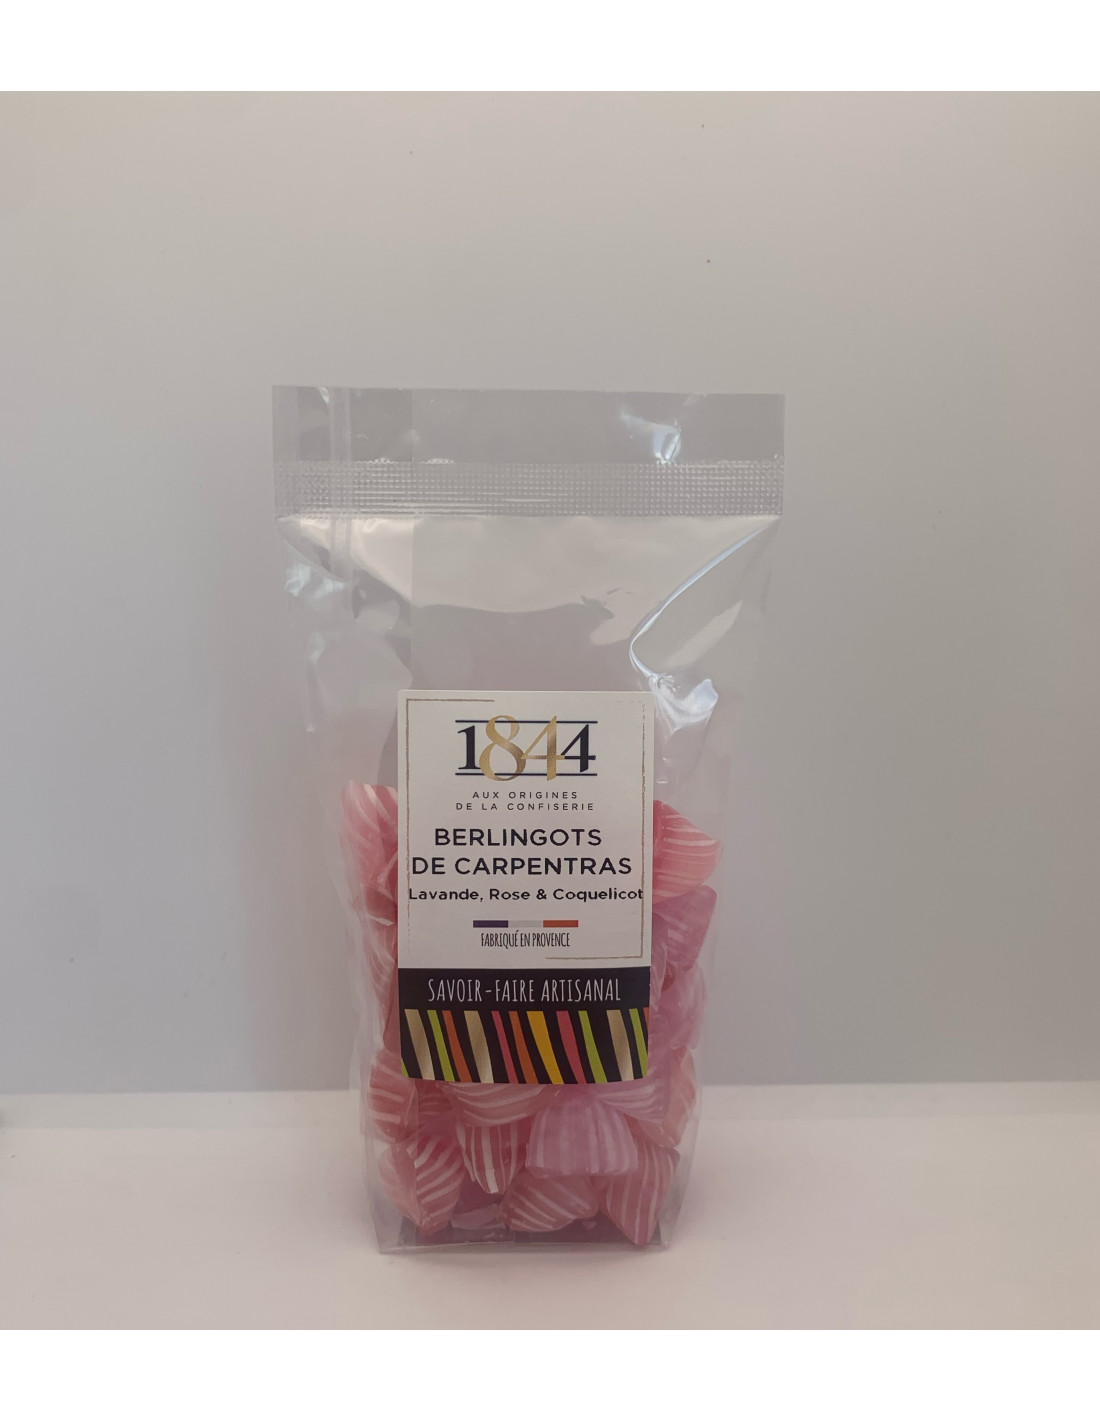 1844
AUX ORIGINES
DE LA CONFISERIE
BERLINGOTS
DE CARPENTRAS
Lavande, Rose & Coquelicot
FABRIQUÉ EN PROVENCE
SAVOIR-FAIRE ARTISANAL